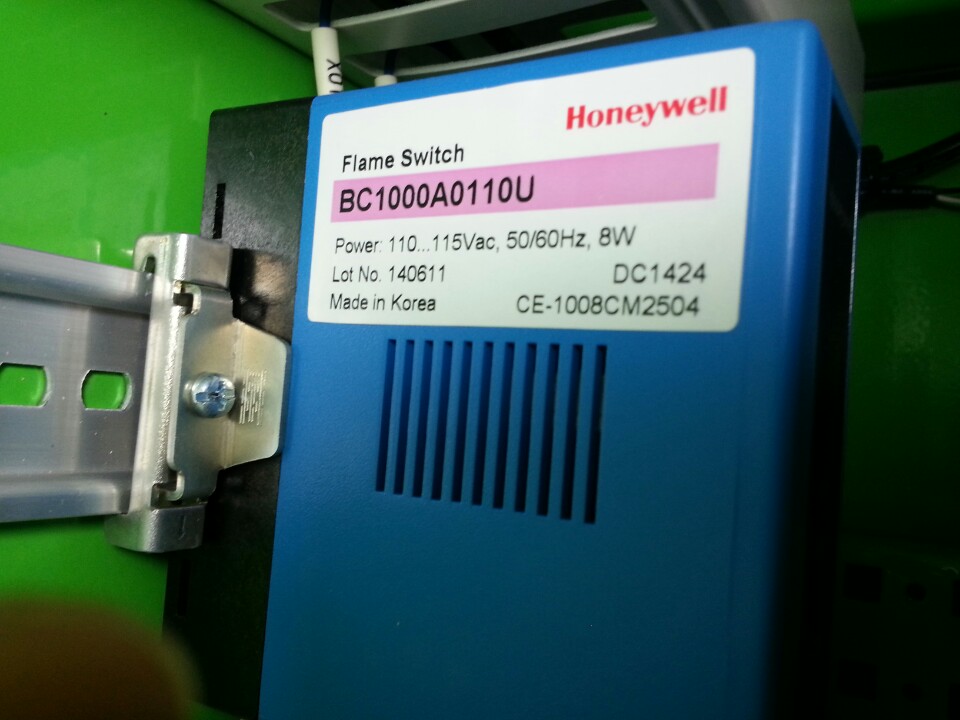 Honeywell
Flame Switch
BC1000A0110U
Power: 110...115Vac, 50/60Hz, 8W
Lot No. 140611 DC1424
Made in Korea CE-1008CM2504